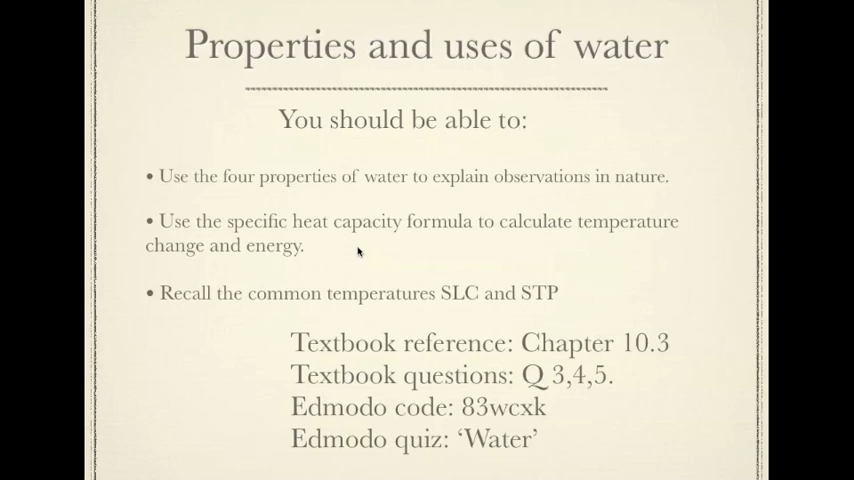 Properties and uses of water
You should be able to:
• Use the four properties of water to explain observations in nature.
• Use the specific heat capacity formula to calculate temperature
change and energy.
• Recall the common temperatures SLC and STP
Textbook reference: Chapter 10.3
Textbook questions: Q 3,4,5.
Edmodo code: 83wcxk
Edmodo quiz: ‘Water’